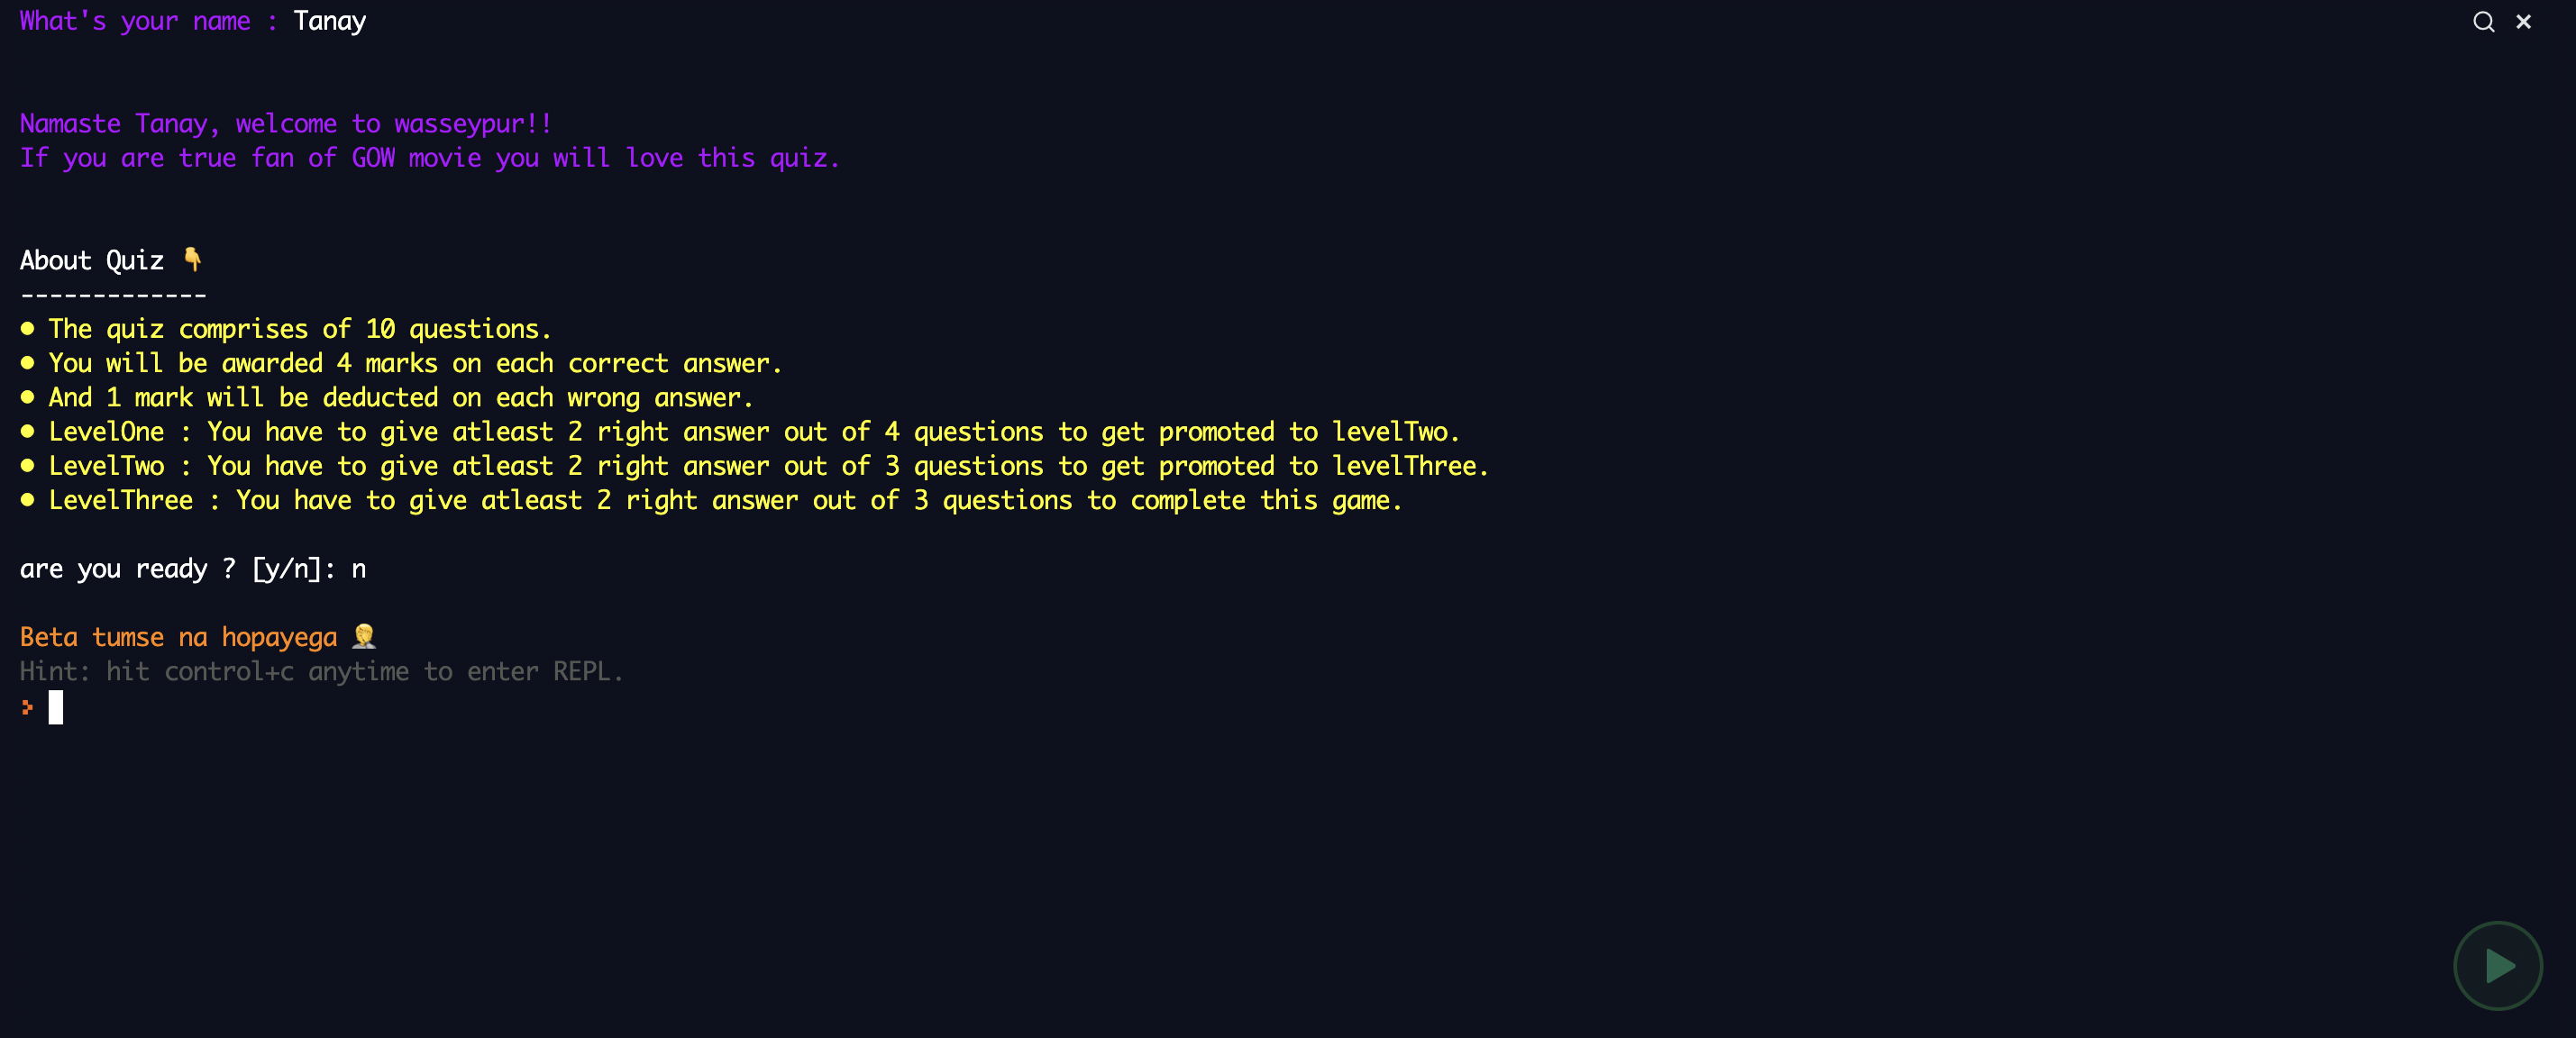 What's your name : Tanay
Namaste Tanay, welcome to wasseypur!!
If you are true fan of GOW movie you will love this quiz.
About Quiz 👇
-------------
● The quiz comprises of 10 questions.
● You will be awarded 4 marks on each correct answer.
● And 1 mark will be deducted on each wrong answer.
● LevelOne : You have to give atleast 2 right answer out of 4 questions to get promoted to levelTwo.
● LevelTwo : You have to give atleast 2 right answer out of 3 questions to get promoted to levelThree.
● LevelThree : You have to give atleast 2 right answer out of 3 questions to complete this game.
are you ready ? [y/n]: n
Beta tumse na hopayega 🤦
Hint: hit control+c anytime to enter REPL.
>